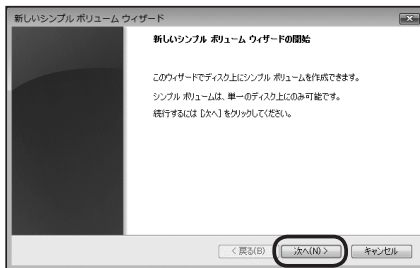 新しいシンプル ボリューム ウィザード
新しいシンプル ボリューム ウィザードの開始
このウィザードでディスク上にシンプル ボリュームを作成できます。
シンプル ボリュームは、単一のディスク上にのみ可能です。
続行するには [次へ] をクリックしてください。
< 戻る(B)
次へ(N) >
キャンセル